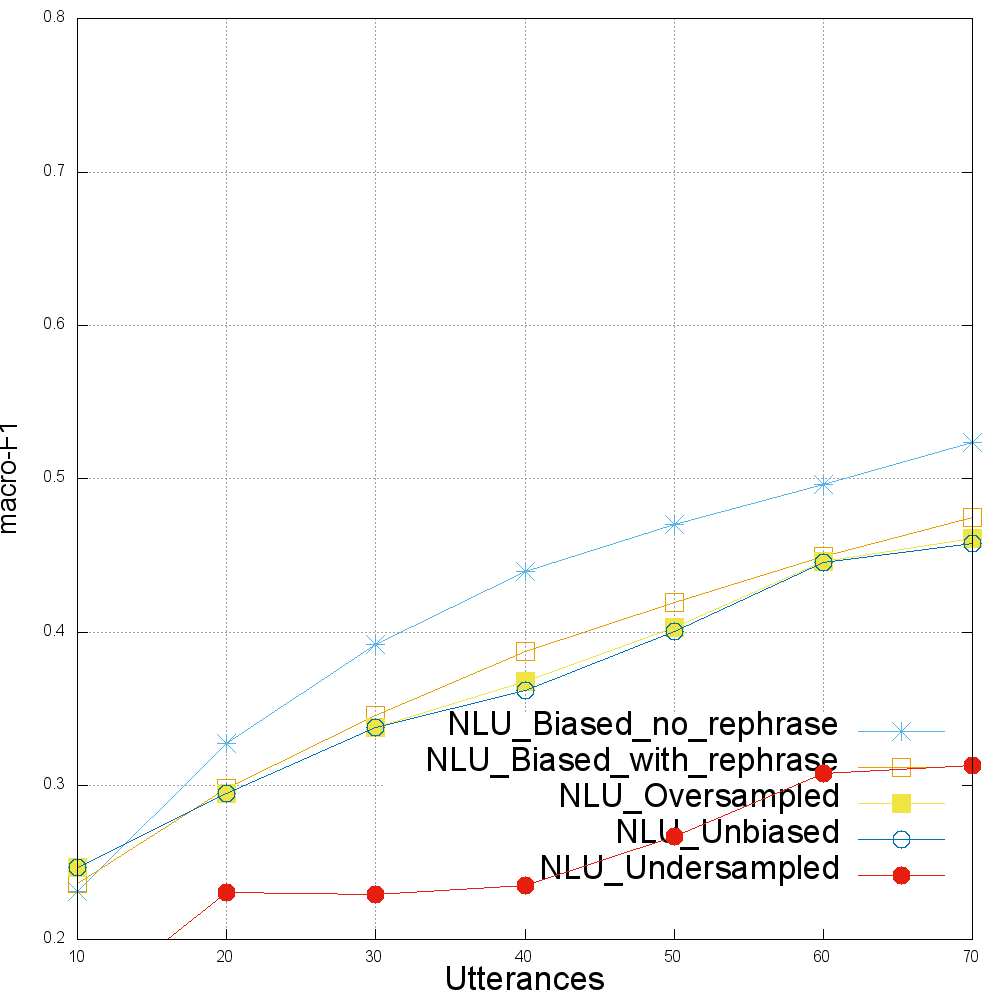 0.8
0.7
0.6
0.5
0.4
0.3
0.2
macro-F1
NLU_Biased_no_rephrase
NLU_Biased_with_rephrase
NLU_Oversampled
NLU_Unbiased
NLU_Undersampled
10 20 30 40 50 60 70
Utterances